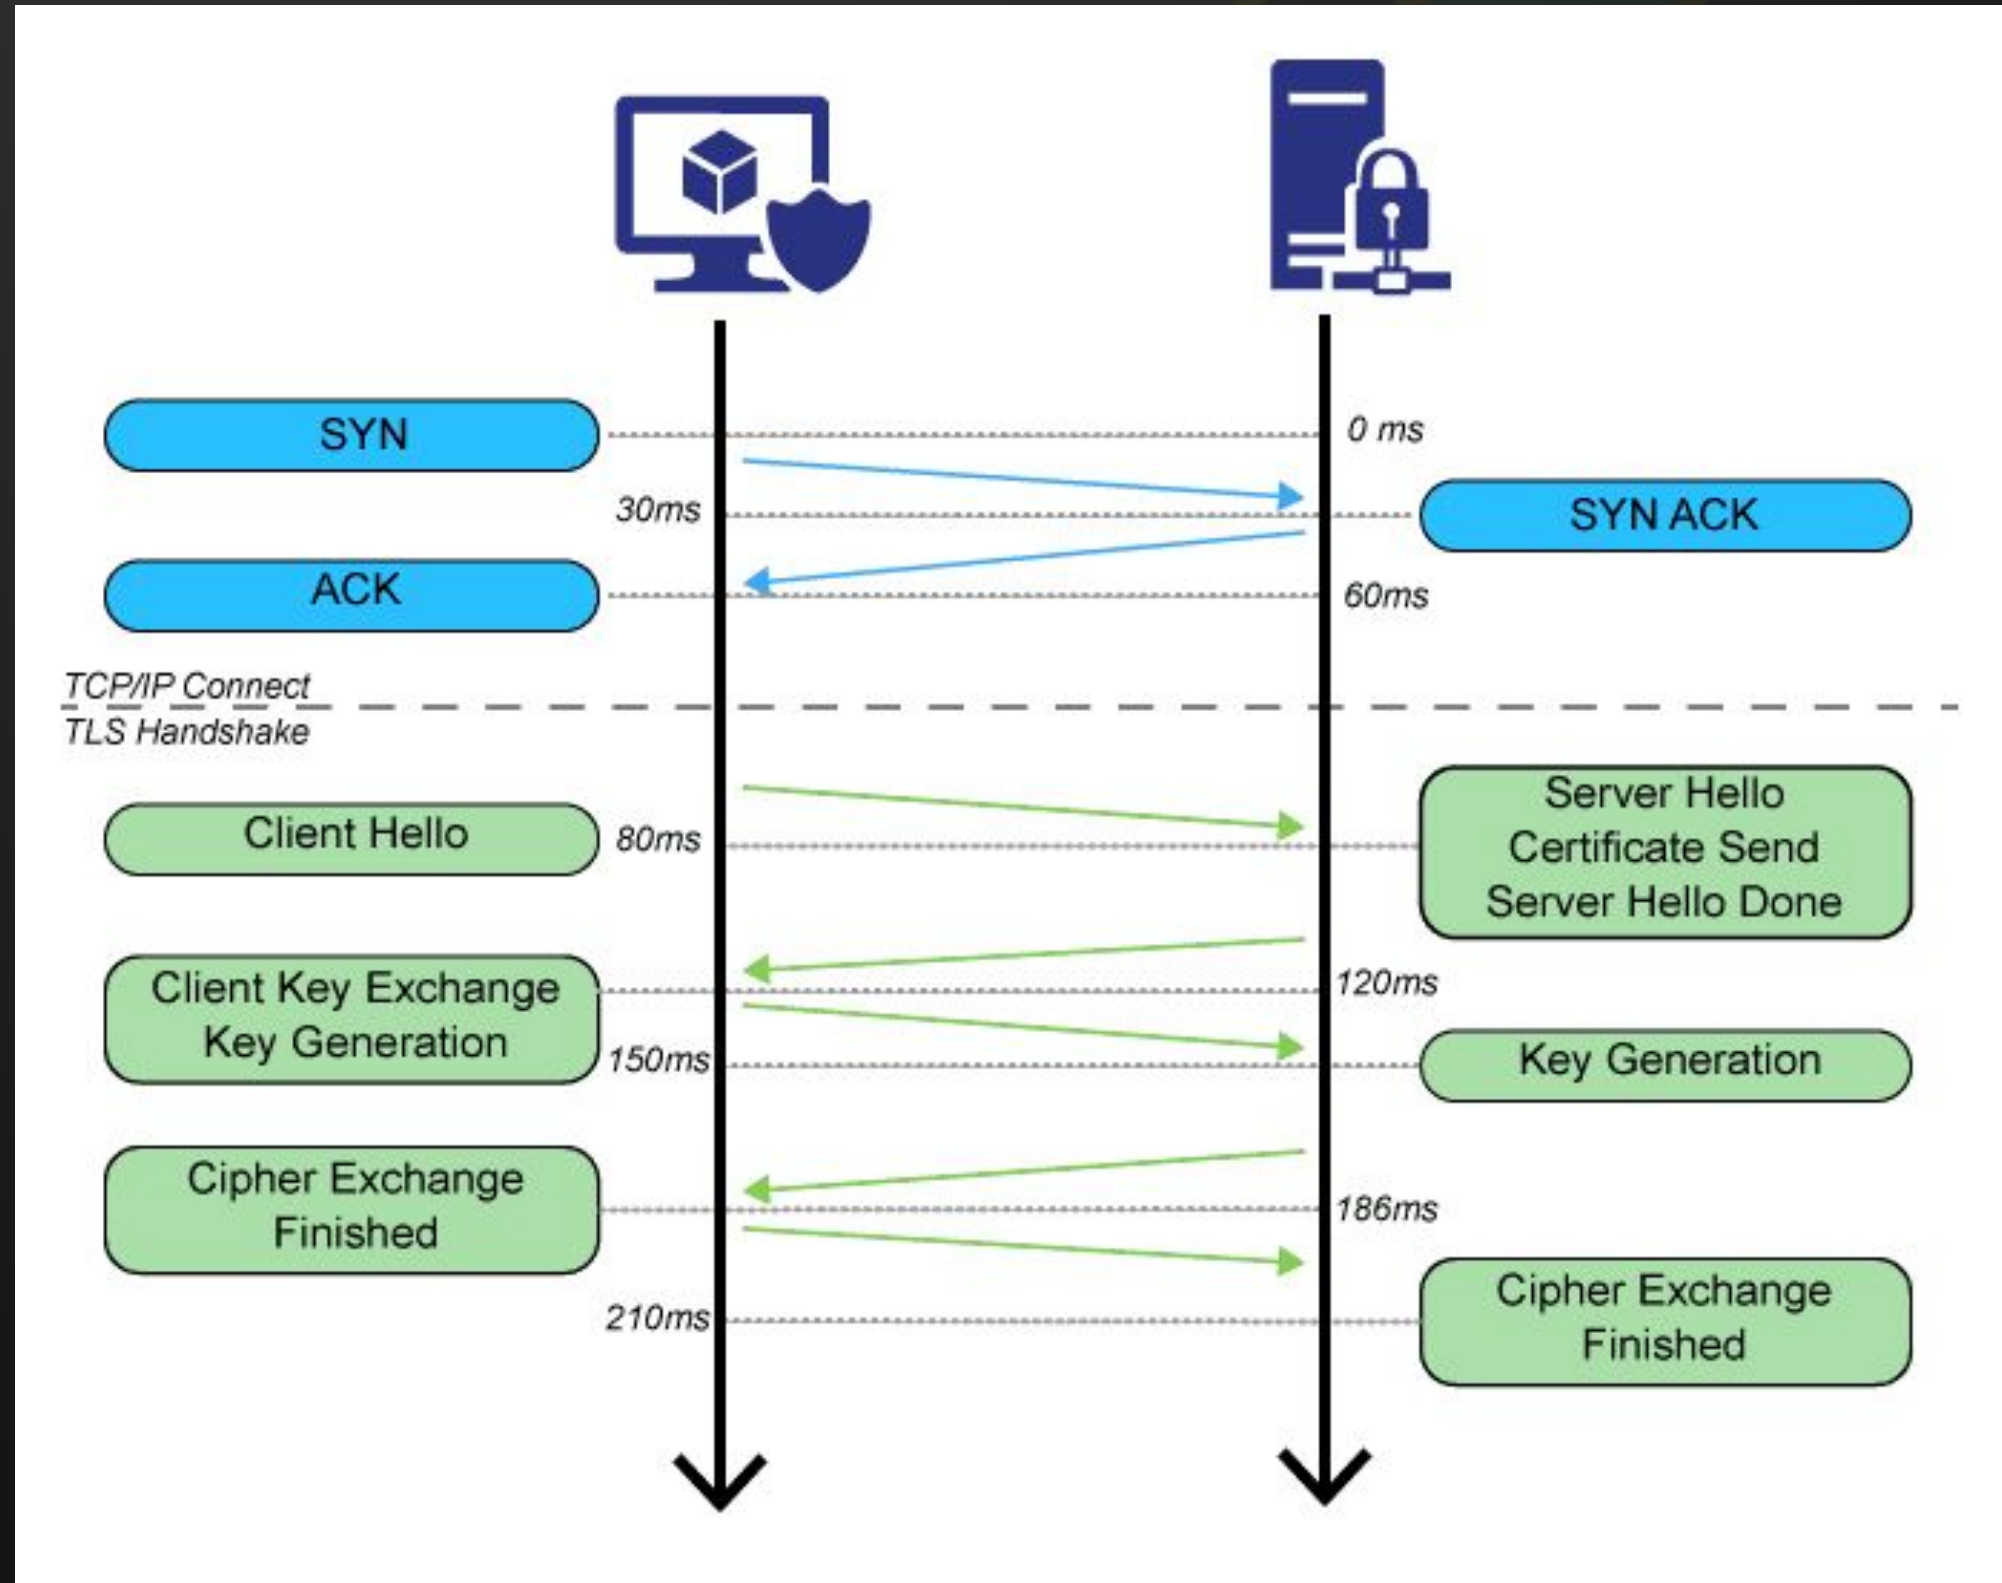 SYN
0 ms
30ms
SYN ACK
ACK
60ms
TCP/IP Connect
TLS Handshake
Client Hello
80ms
Server Hello
Certificate Send
Server Hello Done
Client Key Exchange
Key Generation
120ms
150ms
Key Generation
Cipher Exchange
Finished
186ms
210ms
Cipher Exchange
Finished